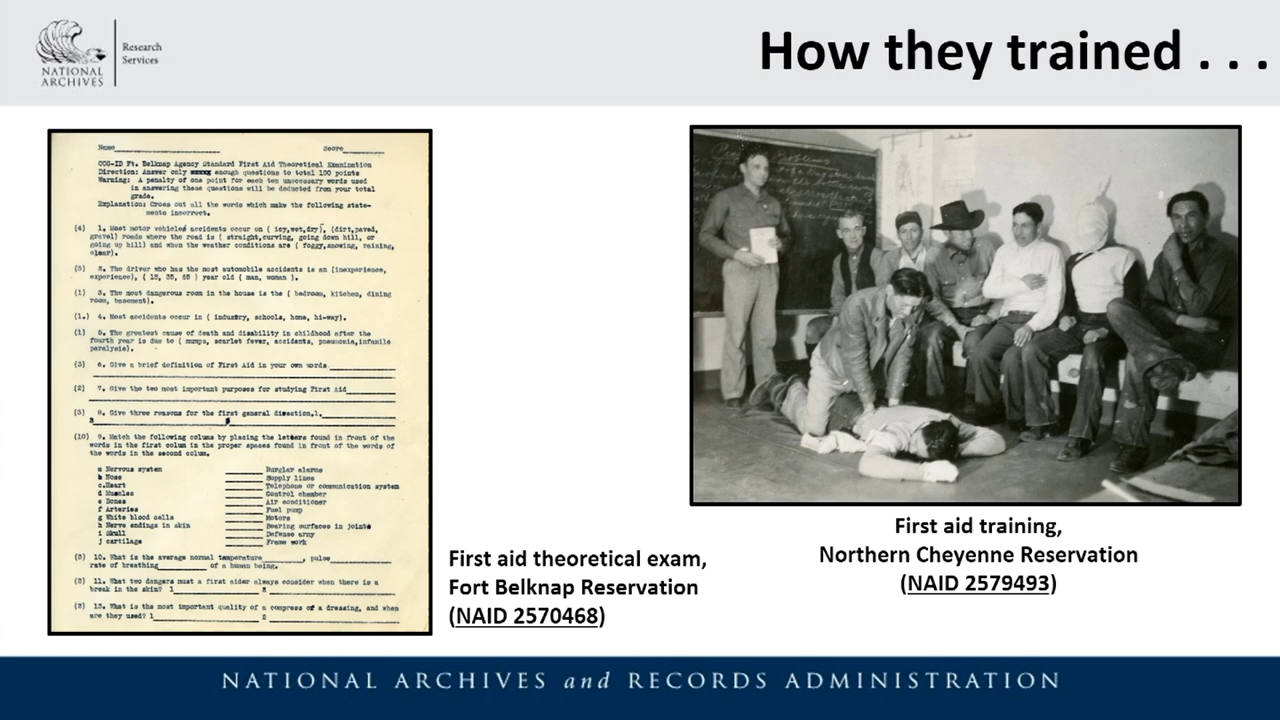 NATIONAL
ARCHIVES
Research
Services
How they trained . . .
Name Score
CCC-ID Ft. Belknap Agency Standard First Aid Theoretical Examination
Direction: Answer only enough questions to total 100 points
Warning: A penalty of one point for each ten unnecessary words used
in answering these questions will be deducted from your total
grade.
Explanation: Cross out all the words which make the following state-
ments incorrect.
(4) 1. Most motor vehicles accidents occur on ( icy,wet,dry), (dirt,paved,
gravel) roads where the road is ( straight,curving, going down hill, or
going up hill) and when the weather conditions are ( foggy,snowing, raining,
clear).
(3) 2. The driver who has the most automobile accidents is an (inexperience,
experience), ( 18, 35, 65 ) year old ( man, woman ).
(1) 3. The most dangerous room in the house is the ( bedroom, kitchen, dining
room, basement).
(1.) 4. Most accidents occur in ( industry, schools, home, hi-way).
(1) 5. The greatest cause of death and disability in childhood after the
fourth year is due to ( mumps, scarlet fever, accidents, pneumonia,infanile
paralysis).
(3) 6. Give a brief definition of First Aid in your own words.
(2) 7. Give the two most important purposes for studying First Aid
(3) 8. Give three reasons for the first general direction,1.
(10) 9. Match the following colums by placing the letters found in front of the
words in the first colum in the proper spaces found in front of the words of
the words in the second colum.
a Nervous system Burglar alarms
b Nose Supply lines
c.Heart Telephone or communication system
d Muscles Control chamber
e Bones Air conditioner
f Arteries Fuel pump
g White blood cells Motors
h Nerve endings in skin Bearing surfaces in joints
i Skull Defense army
j cartilage Frame work
(3) 10. What is the average normal temperature , pulse
rate of breathing of a human being.
(2) 11. What two dangers must a first aider always consider when there is a
break in the skin? 1 2
(2) 12. What is the most important quality of a compress of a dressing, and when
are they used? 1 2
First aid theoretical exam,
Fort Belknap Reservation
(NAID 2570468)
First aid training,
Northern Cheyenne Reservation
(NAID 2579493)
NATIONAL ARCHIVES and RECORDS ADMINISTRATION